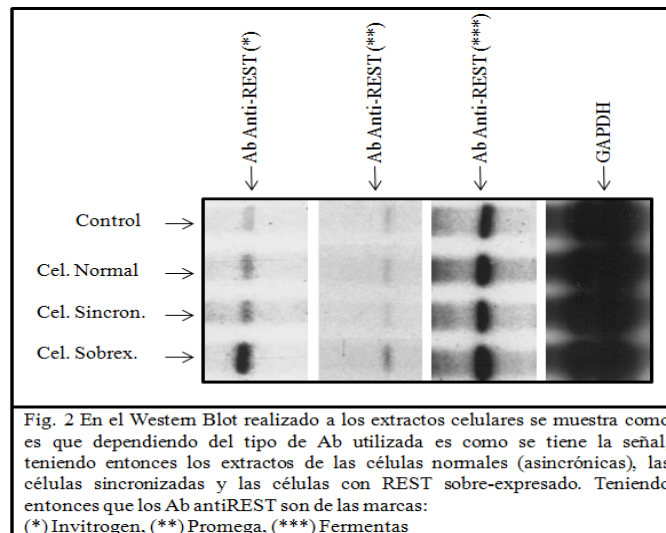 Ab Anti-REST (*)
Ab Anti-REST (**)
Ab Anti-REST (***)
GAPDH
Control
Cel. Normal
Cel. Sincron.
Cel. Sobrex.
Fig. 2 En el Western Blot realizado a los extractos celulares se muestra como
es que dependiendo del tipo de Ab utilizada es como se tiene la señal,
teniendo entonces los extractos de las células normales (asincrónicas), las
células sincronizadas y las células con REST sobre-expresado. Teniendo
entonces que los Ab antiREST son de las marcas:
(*) Invitrogen, (**) Promega, (***) Fermentas